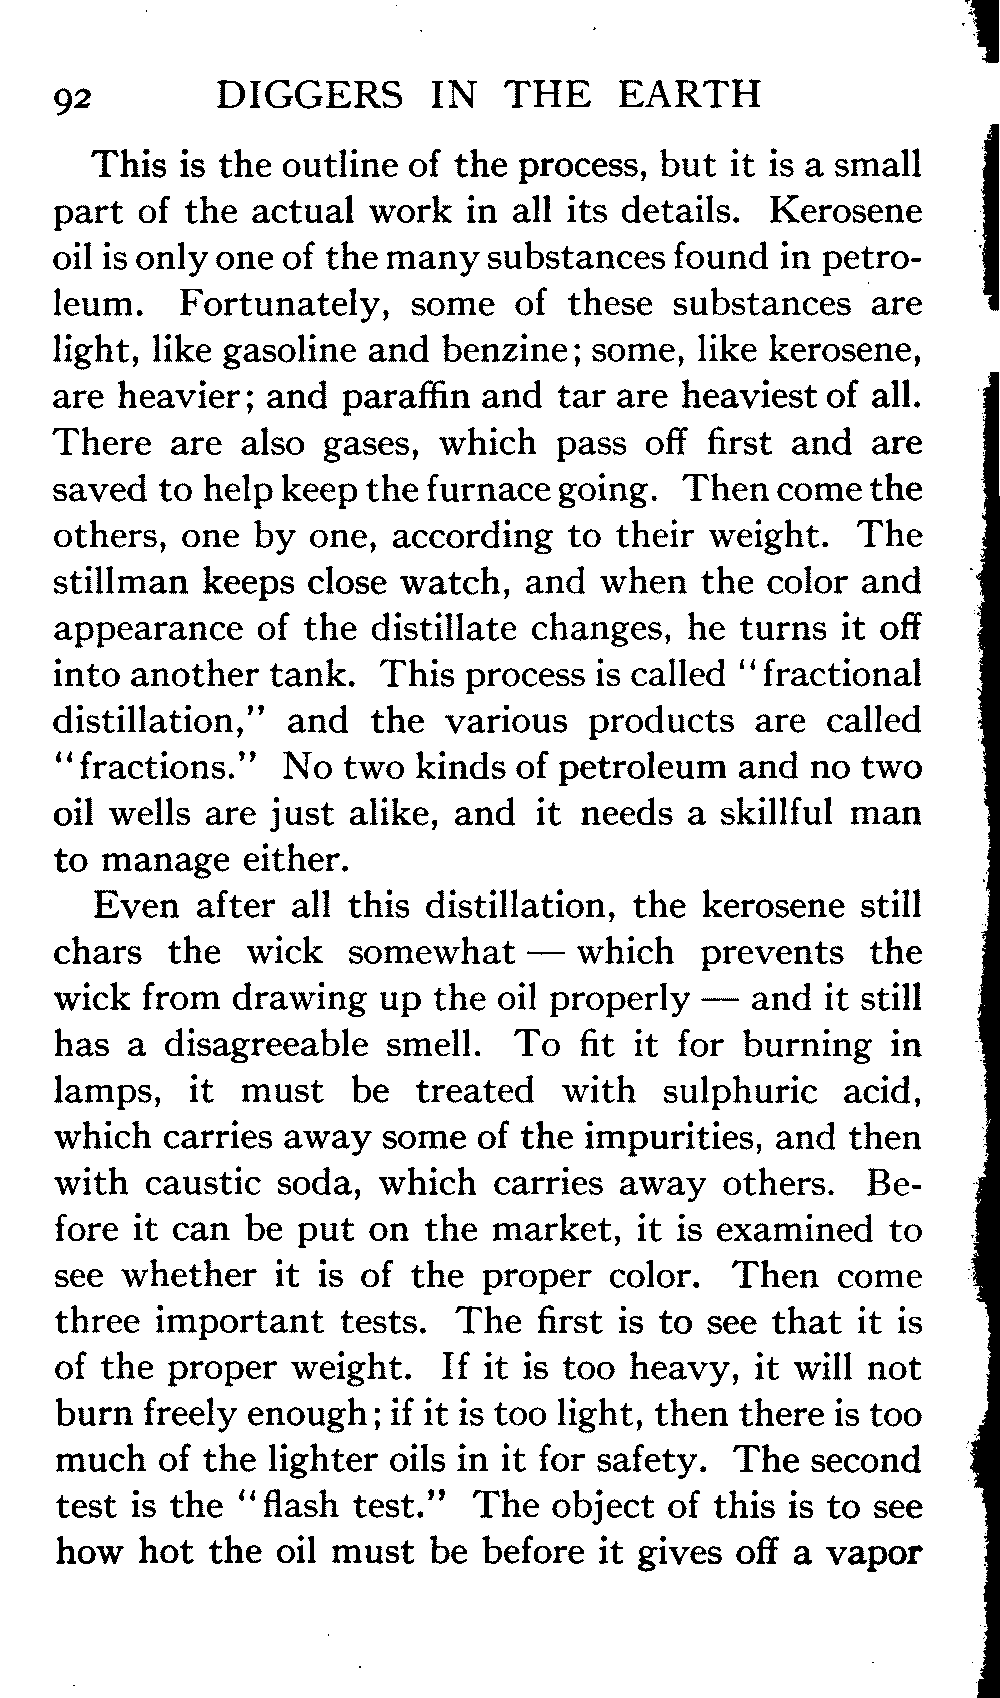 92 DIGGERS IN THE EARTH
This is the outline of the process, but it is a small
part of the actual work in all its details. Kerosene
oil is only one of the many substances found in petro-
leum. Fortunately, some of these substances are
light, like gasoline and benzine; some, like kerosene,
are heavier; and paraffin and tar are heaviest of all.
There are also gases, which pass off first and are
saved to help keep the furnace going. Then come the
others, one by one, according to their weight. The
stillman keeps close watch, and when the color and
appearance of the distillate changes, he turns it off
into another tank. This process is called "fractional
distillation," and the various products are called
"fractions." No two kinds of petroleum and no two
oil wells are just alike, and it needs a skillful man
to manage either.
Even after all this distillation, the kerosene still
chars the wick somewhat — which prevents the
wick from drawing up the oil properly — and it still
has a disagreeable smell. To fit it for burning in
lamps, it must be treated with sulphuric acid,
which carries away some of the impurities, and then
with caustic soda, which carries away others. Be-
fore it can be put on the market, it is examined to
see whether it is of the proper color. Then come
three important tests. The first is to see that it is
of the proper weight. If it is too heavy, it will not
burn freely enough; if it is too light, then there is too
much of the lighter oils in it for safety. The second
test is the "flash test." The object of this is to see
how hot the oil must be before it gives off a vapor